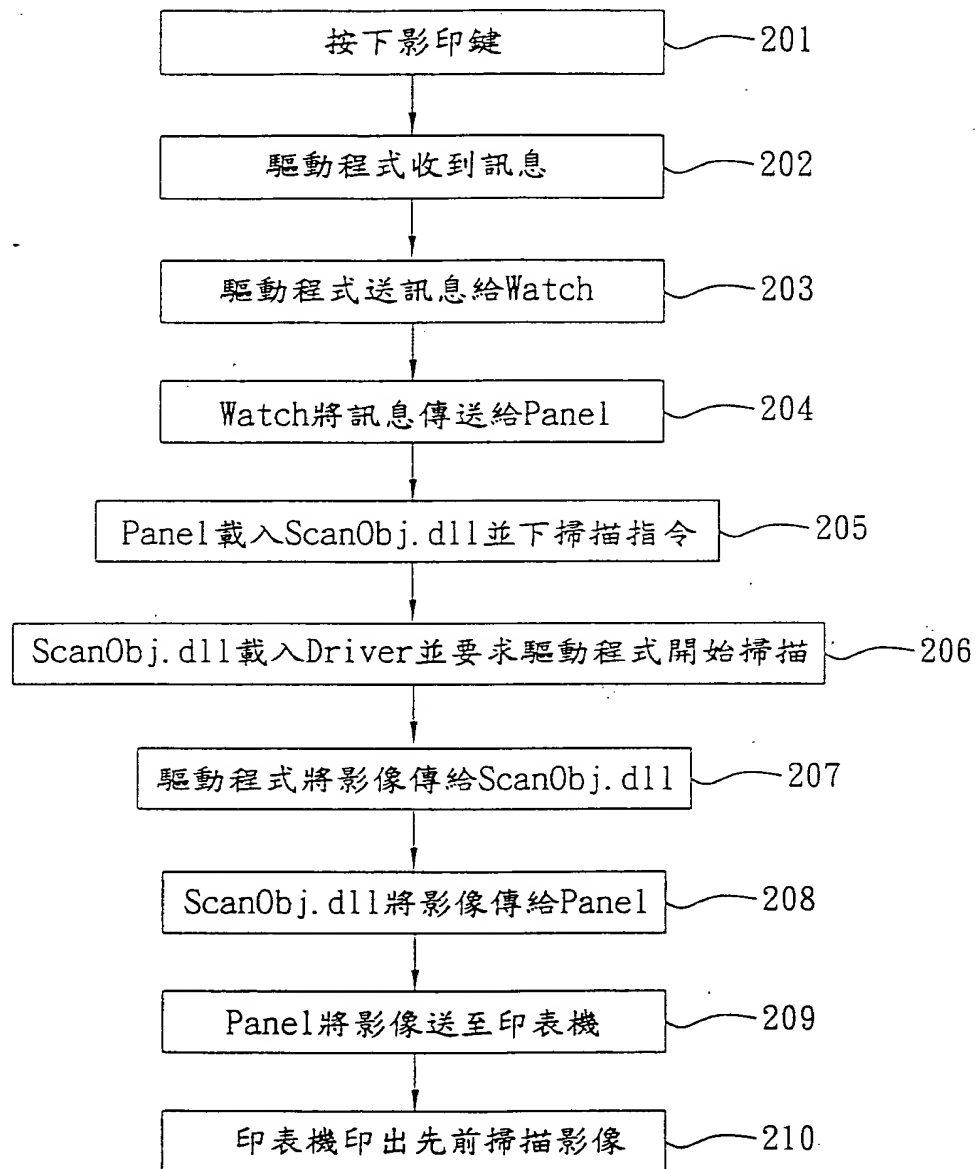 按下影印鍵 201
驅動程式收到訊息 202
驅動程式送訊息給Watch 203
Watch將訊息傳送給Panel 204
Panel載入ScanObj.dll並下掃描指令 205
ScanObj.dll載入Driver並要求驅動程式開始掃描 206
驅動程式將影像傳給ScanObj.dll 207
ScanObj.dll將影像傳給Panel 208
Panel將影像送至印表機 209
印表機印出先前掃描影像 210